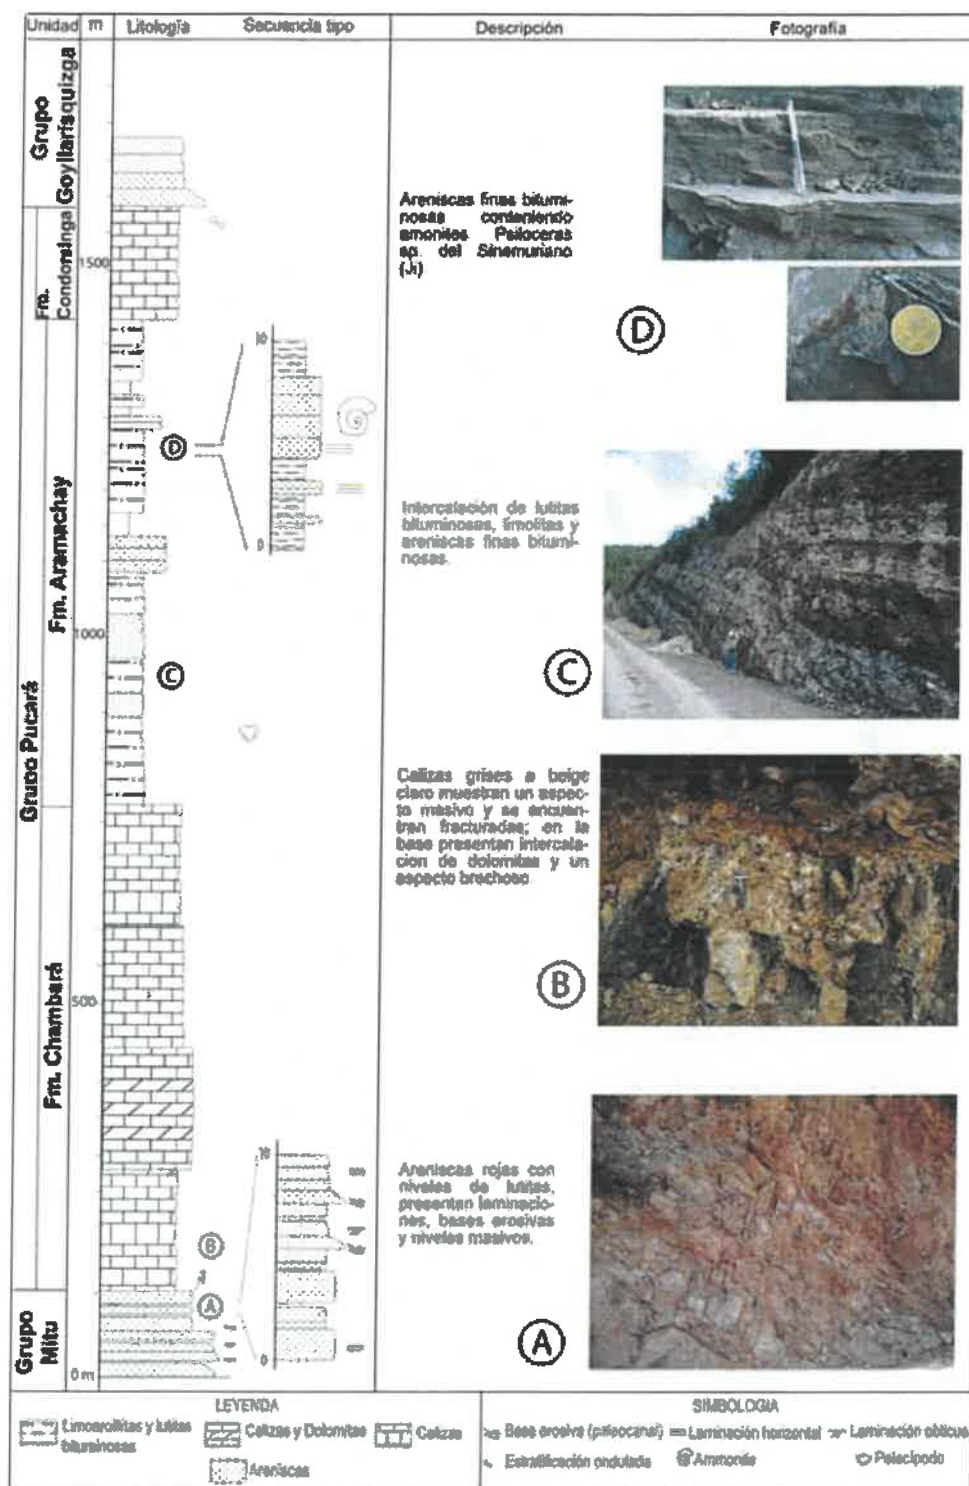 Unidad m Litología Secuencia tipo Descripción Fotografía
Grupo
Goyllarisquizga
Fm.
Condorsinga
Grupo Pucará
Fm. Aramachay
Fm. Chambará
Grupo
Mitu
1500
1000
500
0 m
D
C
B
A
10
0
10
0
Areniscas finas bitumi-
nosas conteniendo
amonites Psiloceras
sp. del Sinemuriano
(Ji)
D
Intercalación de lutitas
bituminosas, limolitas y
areniscas finas bitumi-
nosas.
C
Calizas grises a beige
claro muestran un aspec-
to masivo y se encuen-
tran fracturadas; en la
base presentan intercala-
cion de dolomitas y un
aspecto brechoso
B
Areniscas rojas con
niveles de lutitas,
presentan laminacio-
nes, bases erosivas
y niveles masivos.
A
LEYENDA
Limoarcillitas y lutitas
bituminosas
Calizas y Dolomitas
Calizas
Areniscas
SIMBOLOGIA
Base erosiva (paleocanal) Laminación horizontal Laminación oblicua
Estratificación ondulada Ammonite Pelecípodo